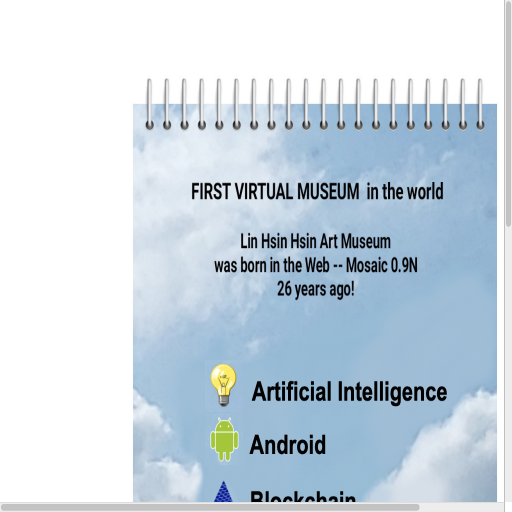 FIRST VIRTUAL MUSEUM in the world
Lin Hsin Hsin Art Museum
was born in the Web -- Mosaic 0.9N
26 years ago!
Artificial Intelligence
Android
Blockchain